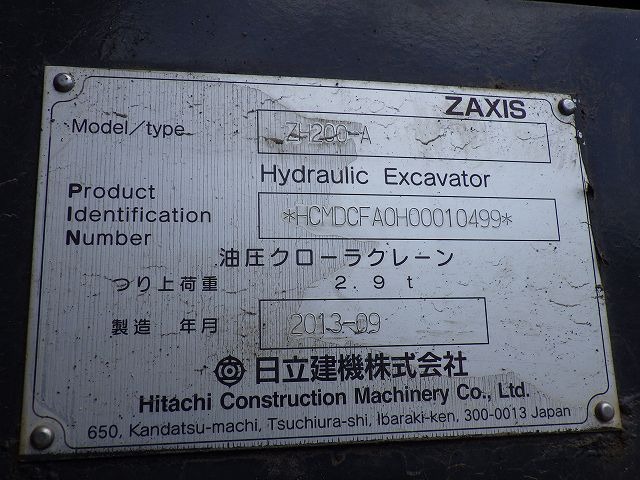 ZAXIS
Model/type ZH200-A
Hydraulic Excavator
Product
Identification *HCMDCFA0H00010499*
Number
油圧クローラクレーン
つり上荷重 2.9t
製造 年月 2013-09
日立建機株式会社
Hitachi Construction Machinery Co., Ltd.
650, Kandatsu-machi, Tsuchiura-shi, Ibaraki-ken, 300-0013 Japan